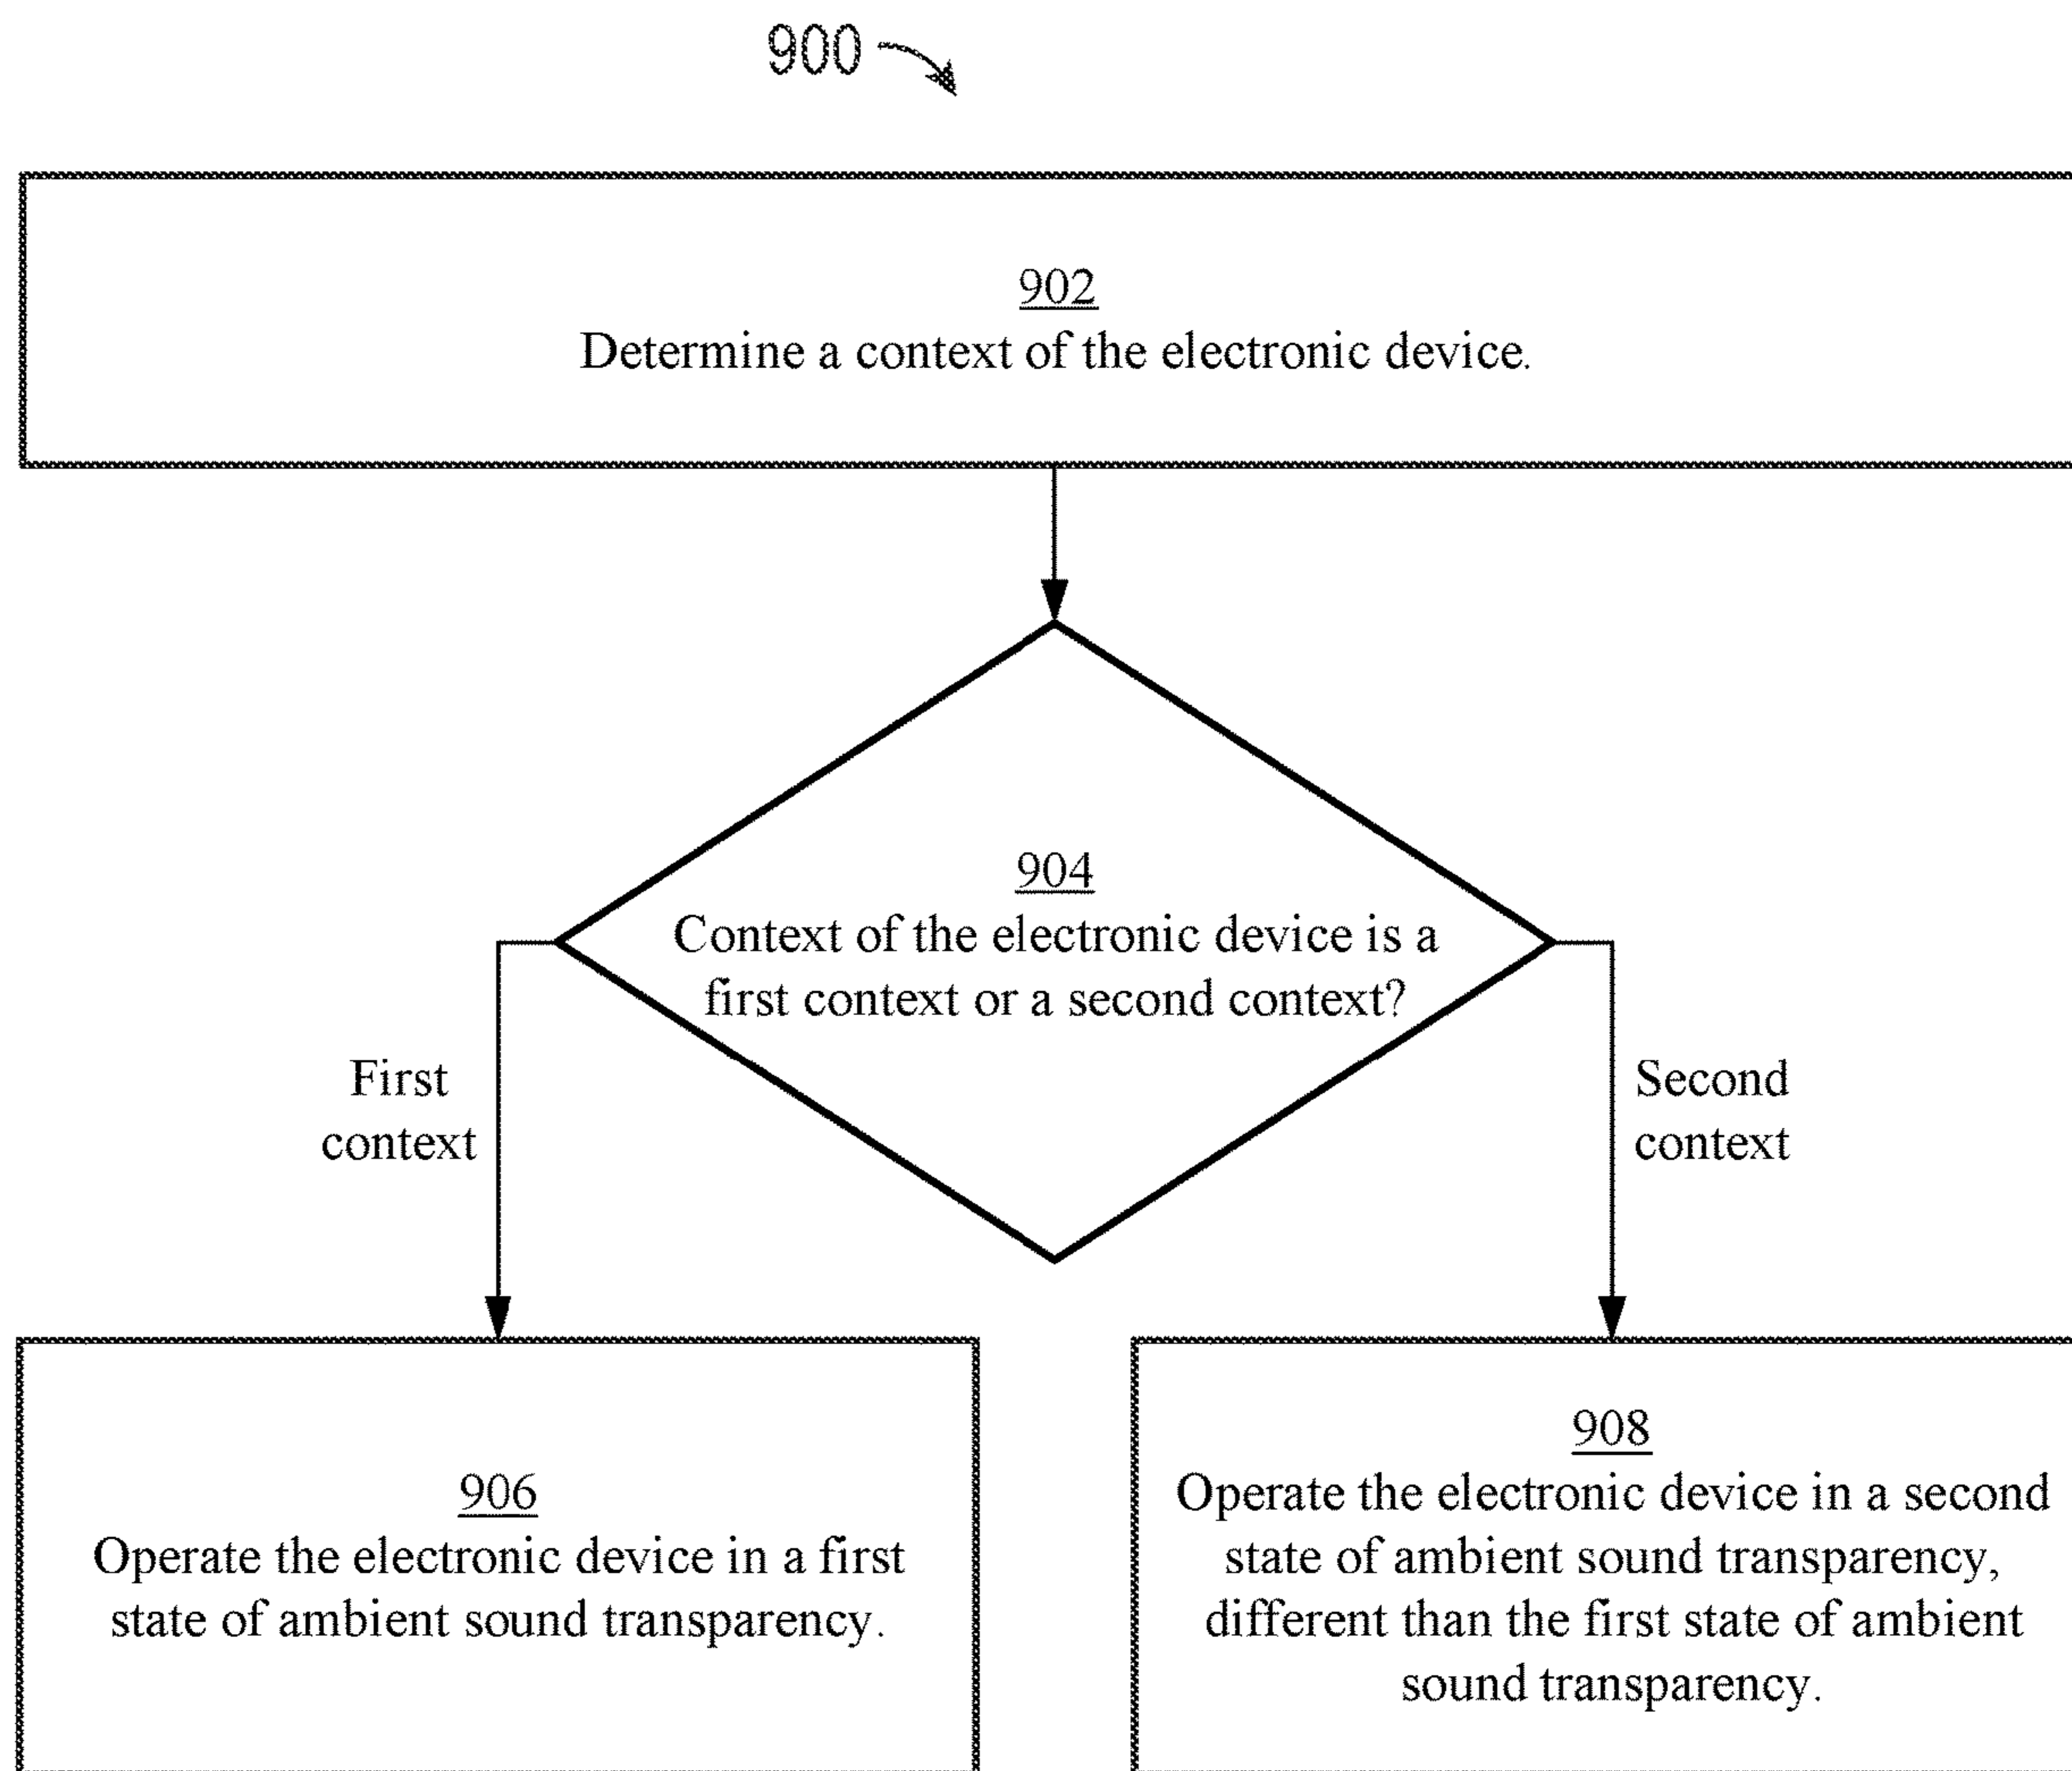 900
902
Determine a context of the electronic device.
904
Context of the electronic device is a
first context or a second context?
First
context
Second
context
906
Operate the electronic device in a first
state of ambient sound transparency.
908
Operate the electronic device in a second
state of ambient sound transparency,
different than the first state of ambient
sound transparency.